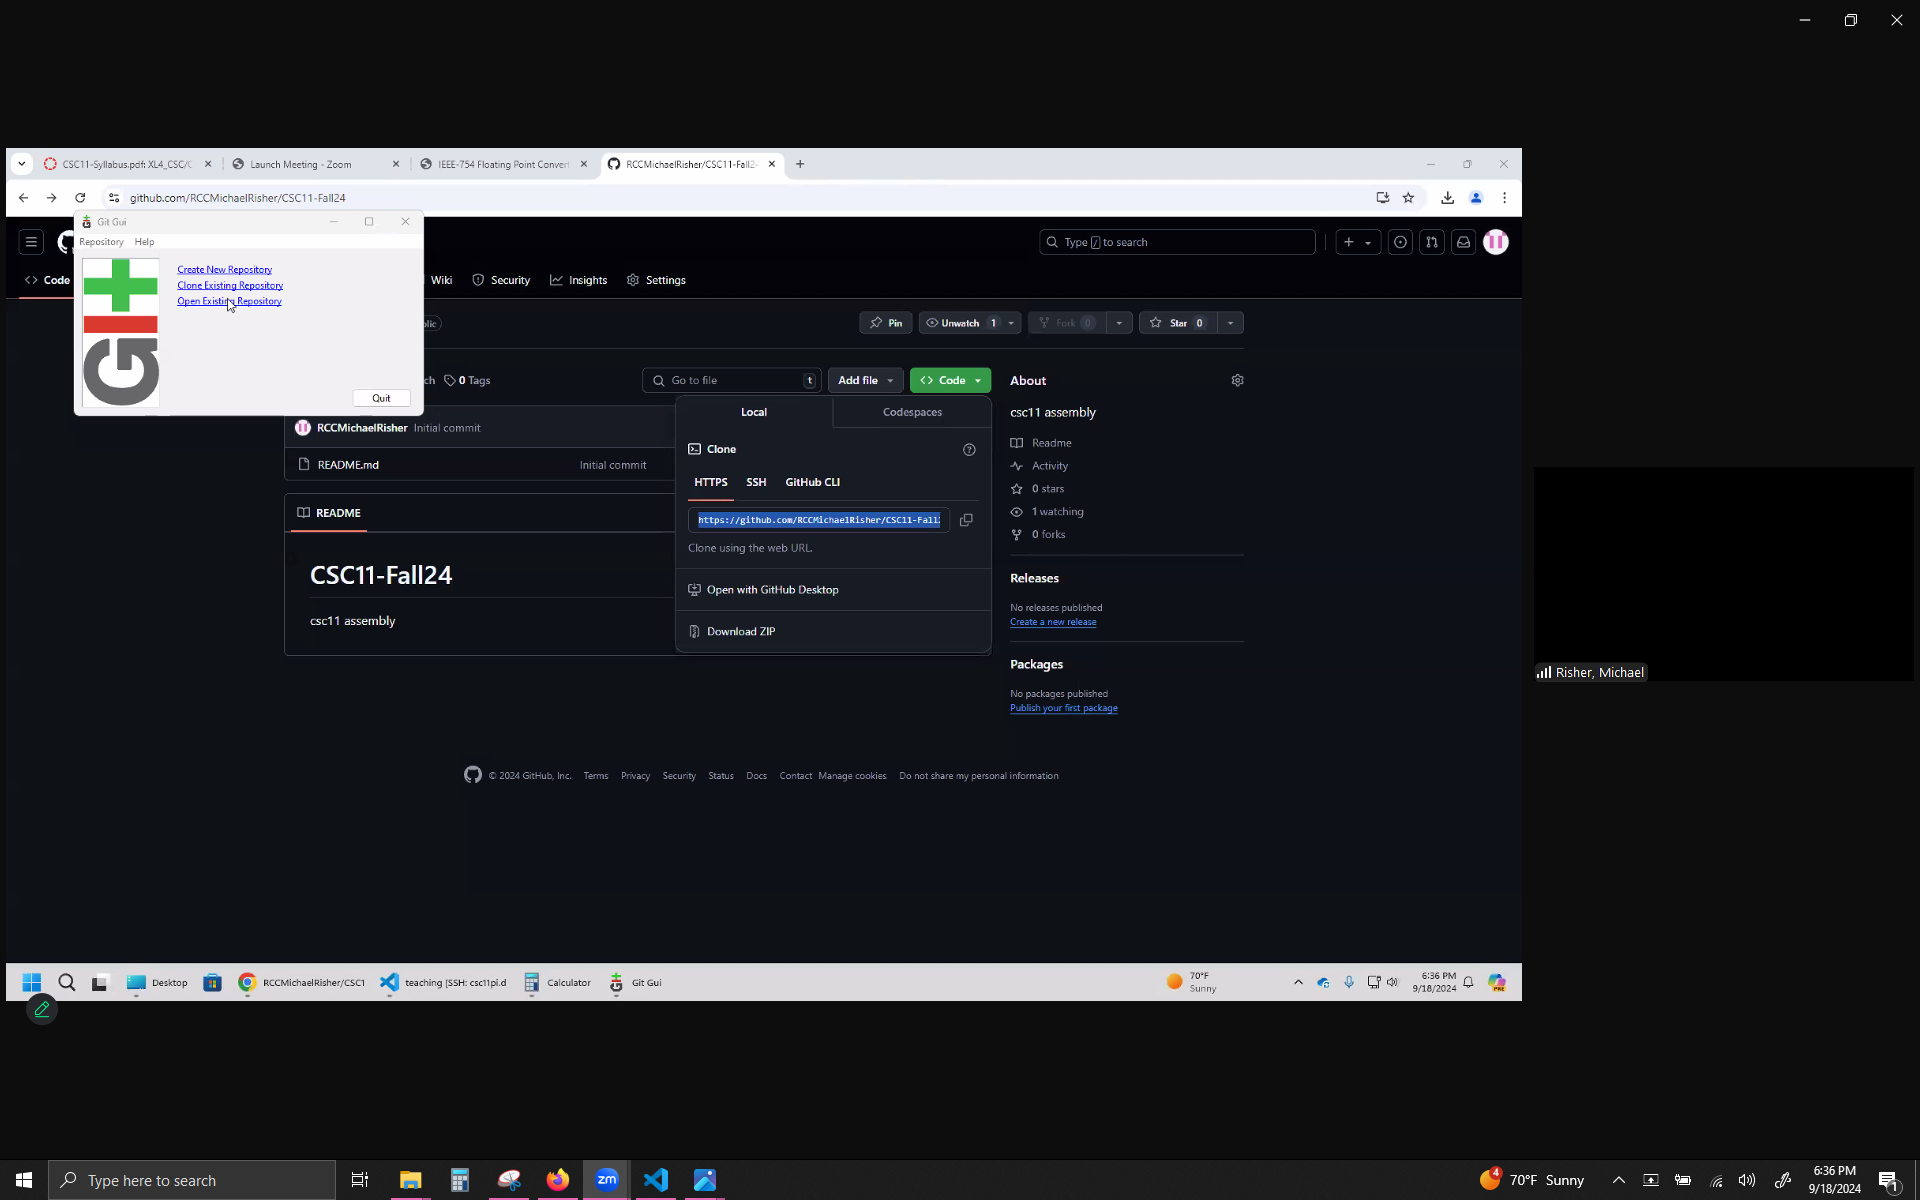 CSC11-Syllabus.pdf: XL4_CSC/C
Launch Meeting - Zoom
IEEE-754 Floating Point Convert
RCCMichaelRisher/CSC11-Fall2
github.com/RCCMichaelRisher/CSC11-Fall24
Git Gui
Repository Help
Type / to search
Create New Repository
Clone Existing Repository
Open Existing Repository
Git
Quit
Code
Wiki
Security
Insights
Settings
Pin
Unwatch 1
Fork 0
Star 0
0 Tags
Go to file t
Add file
Code
About
RCCMichaelRisher Initial commit
README.md Initial commit
README
CSC11-Fall24
csc11 assembly
Local
Codespaces
Clone
HTTPS SSH GitHub CLI
https://github.com/RCCMichaelRisher/CSC11-Fall2
Clone using the web URL.
Open with GitHub Desktop
Download ZIP
csc11 assembly
Readme
Activity
0 stars
1 watching
0 forks
Releases
No releases published
Create a new release
Packages
No packages published
Publish your first package
Risher, Michael
© 2024 GitHub, Inc. Terms Privacy Security Status Docs Contact Manage cookies Do not share my personal information
Desktop
RCCMichaelRisher/CSC1
teaching [SSH: csc11pi.d
Calculator
Git Gui
70°F
Sunny
6:36 PM
9/18/2024
Type here to search
zm
4
70°F Sunny
6:36 PM
9/18/2024
1